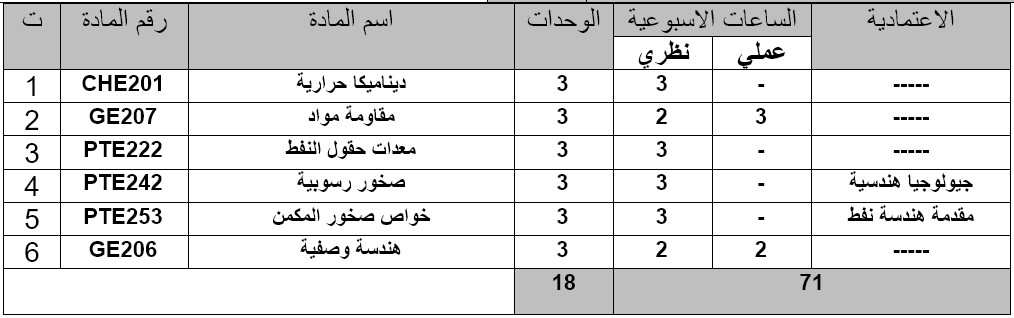 ت رقم المادة اسم المادة الوحدات الساعات الاسبوعية الاعتمادية
نظري عملي
1 CHE201 ديناميكا حرارية 3 3 - -----
2 GE207 مقاومة مواد 3 2 3 -----
3 PTE222 معدات حقول النفط 3 3 - -----
4 PTE242 صخور رسوبية 3 3 - جيولوجيا هندسية
5 PTE253 خواص صخور المكمن 3 3 - مقدمة هندسة نفط
6 GE206 هندسة وصفية 3 2 2 -----
18 71